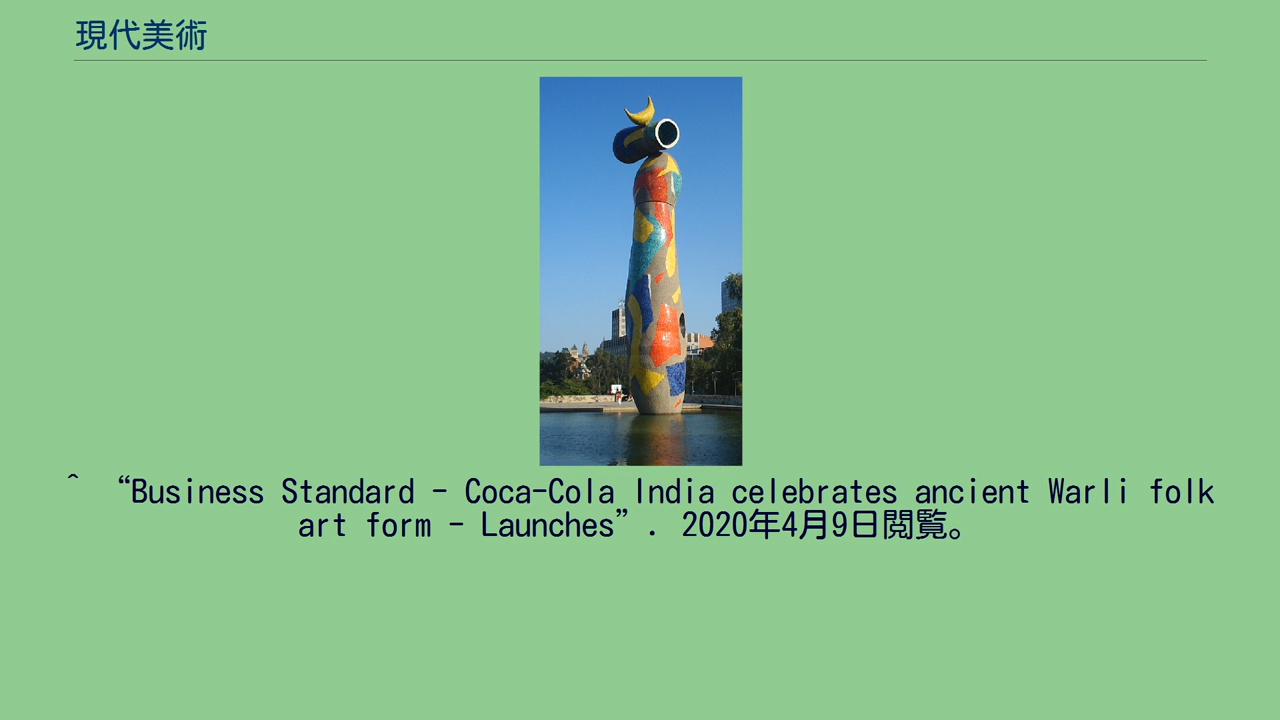 現代美術
^ “Business Standard - Coca-Cola India celebrates ancient Warli folk
art form - Launches”. 2020年4月9日閲覧。